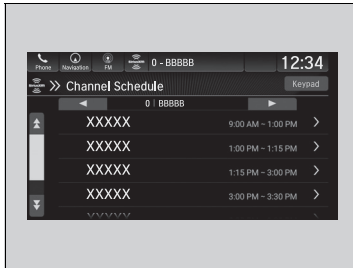 Phone Navigation FM 0 - BBBBB 12:34
Channel Schedule Keypad
0 | BBBBB
XXXXX 9:00 AM ~ 1:00 PM
XXXXX 1:00 PM ~ 1:15 PM
XXXXX 1:15 PM ~ 3:00 PM
XXXXX 3:00 PM ~ 3:30 PM